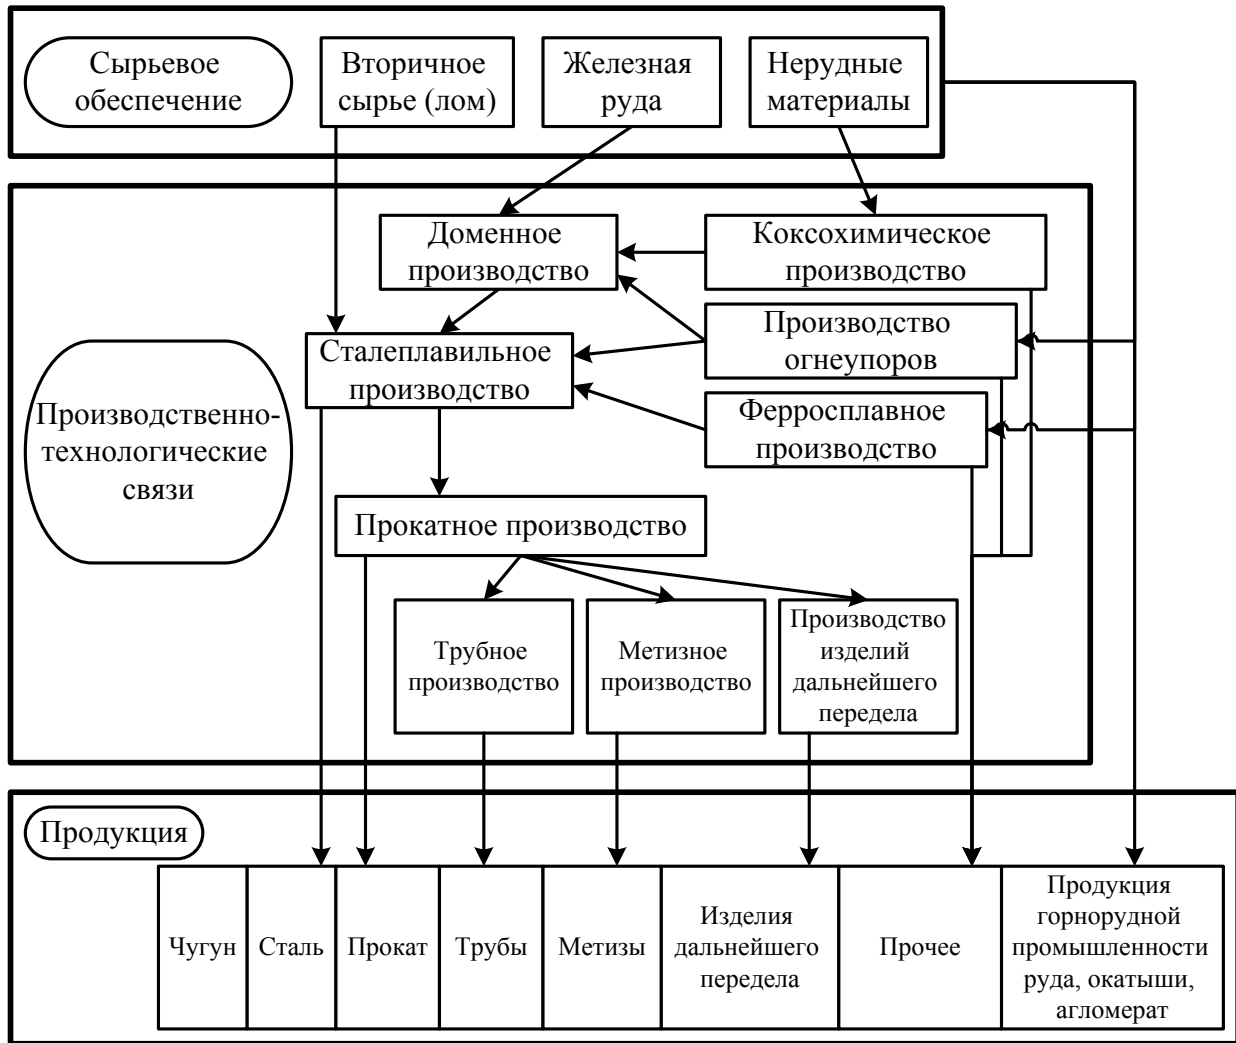 Сырьевое
обеспечение
Вторичное
сырье (лом)
Железная
руда
Нерудные
материалы
Доменное
производство
Коксохимическое
производство
Производство
огнеупоров
Сталеплавильное
производство
Ферросплавное
производство
Производственно-
технологические
связи
Прокатное производство
Трубное
производство
Метизное
производство
Производство
изделий
дальнейшего
передела
Продукция
Чугун
Сталь
Прокат
Трубы
Метизы
Изделия
дальнейшего
передела
Прочее
Продукция
горнорудной
промышленности
руда, окатыши,
агломерат